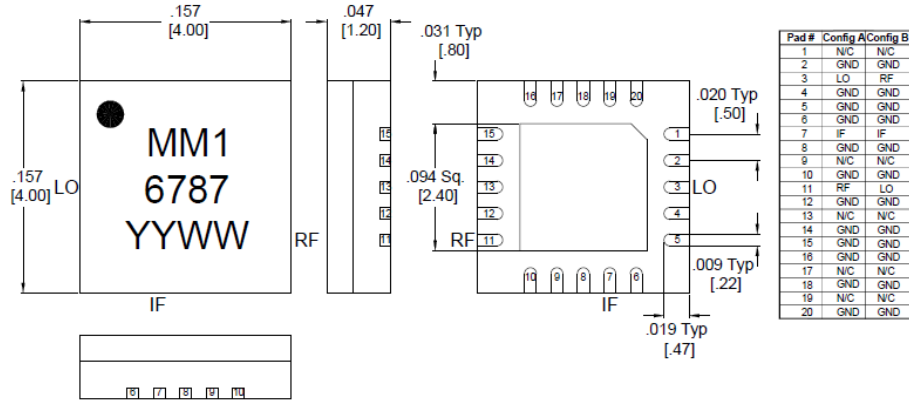 .157
[4.00]
.047
[1.20]
.031 Typ
[.80]
.157
[4.00]
LO
MM1
6787
YYWW
RF
IF
15
14
13
12
11
6 7 8 9 10
16 17 18 19 20
15
14
13
12
11
1
2
3
4
5
10 9 8 7 6
.094 Sq.
[2.40]
RF
LO
IF
.020 Typ
[.50]
.009 Typ
[.22]
.019 Typ
[.47]
Pad # Config A Config B
1 N/C N/C
2 GND GND
3 LO RF
4 GND GND
5 GND GND
6 GND GND
7 IF IF
8 GND GND
9 N/C N/C
10 GND GND
11 RF LO
12 GND GND
13 N/C N/C
14 GND GND
15 GND GND
16 GND GND
17 N/C N/C
18 GND GND
19 N/C N/C
20 GND GND